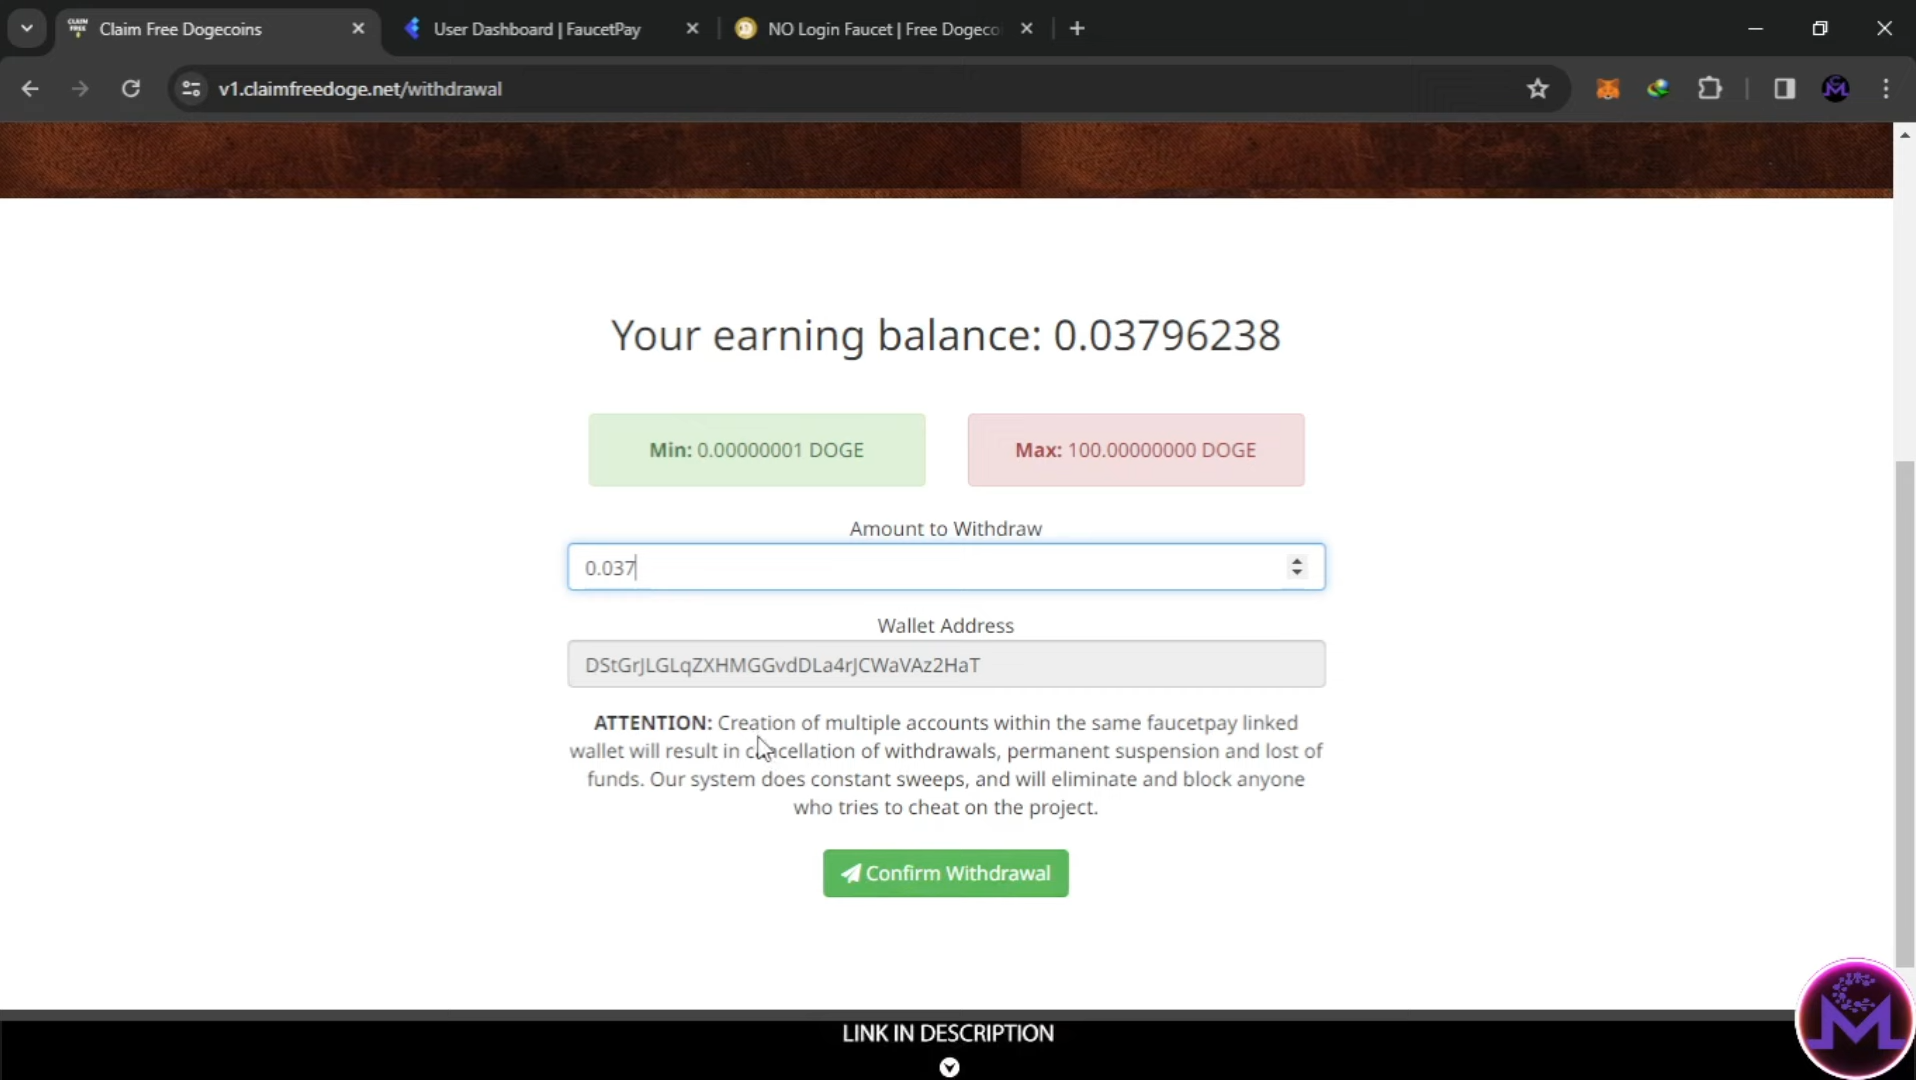 Claim Free Dogecoins
User Dashboard | FaucetPay
NO Login Faucet | Free Dogeco
v1.claimfreedoge.net/withdrawal
Your earning balance: 0.03796238
Min: 0.00000001 DOGE
Max: 100.00000000 DOGE
Amount to Withdraw
0.037
Wallet Address
DStGrJLGLqZXHMGGvdDLa4rJCWaVAz2HaT
ATTENTION: Creation of multiple accounts within the same faucetpay linked
wallet will result in cancellation of withdrawals, permanent suspension and lost of
funds. Our system does constant sweeps, and will eliminate and block anyone
who tries to cheat on the project.
Confirm Withdrawal
LINK IN DESCRIPTION